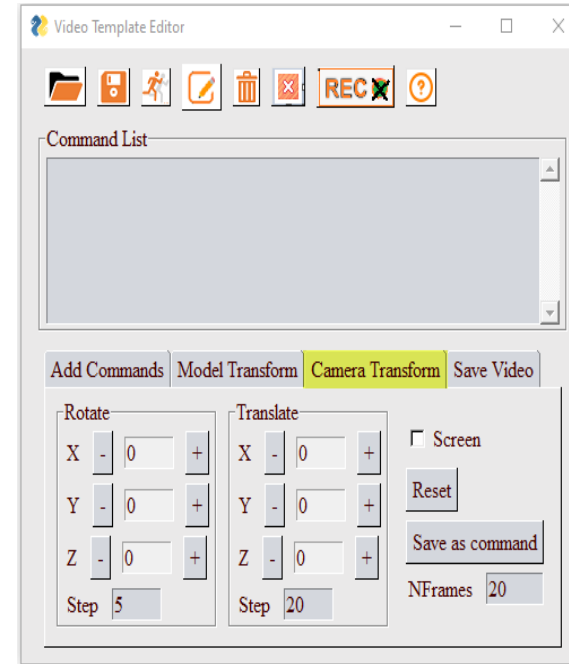 Video Template Editor
REC
Command List
Add Commands Model Transform Camera Transform Save Video
Rotate Translate
X - 0 + X - 0 + Screen
Y - 0 + Y - 0 + Reset
Z - 0 + Z - 0 + Save as command
Step 5 Step 20 NFrames 20